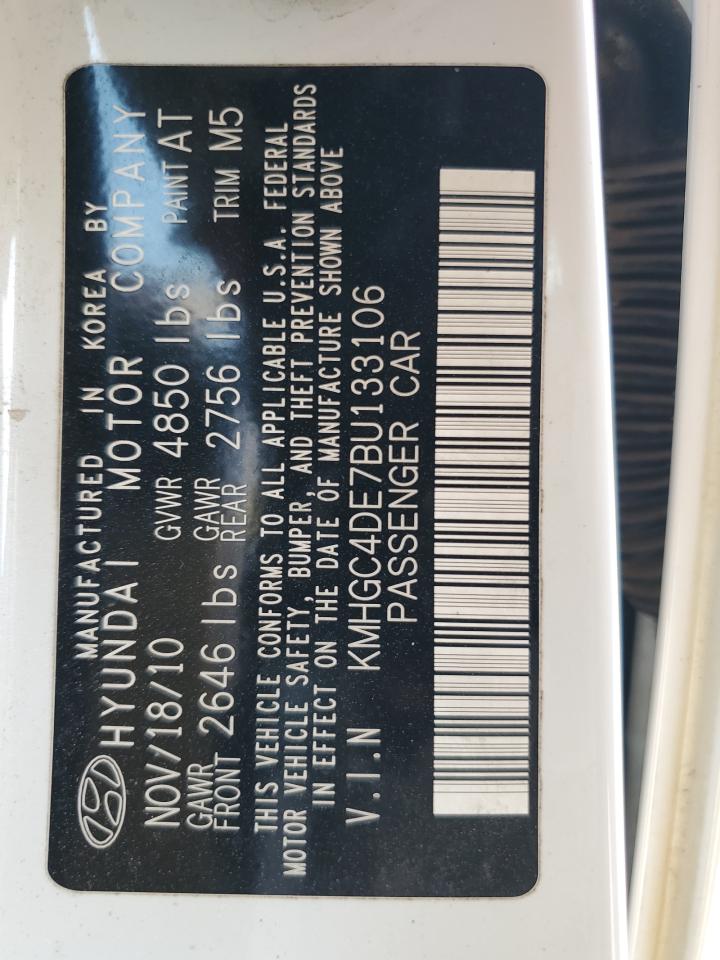 MANUFACTURED IN KOREA BY
HYUNDAI MOTOR COMPANY
NOV/18/10 GVWR 4850 lbs PAINT AT
GAWR FRONT 2646 lbs GAWR REAR 2756 lbs TRIM M5
THIS VEHICLE CONFORMS TO ALL APPLICABLE U.S.A. FEDERAL
MOTOR VEHICLE SAFETY, BUMPER, AND THEFT PREVENTION STANDARDS
IN EFFECT ON THE DATE OF MANUFACTURE SHOWN ABOVE
V.I.N KMHGC4DE7BU133106
PASSENGER CAR